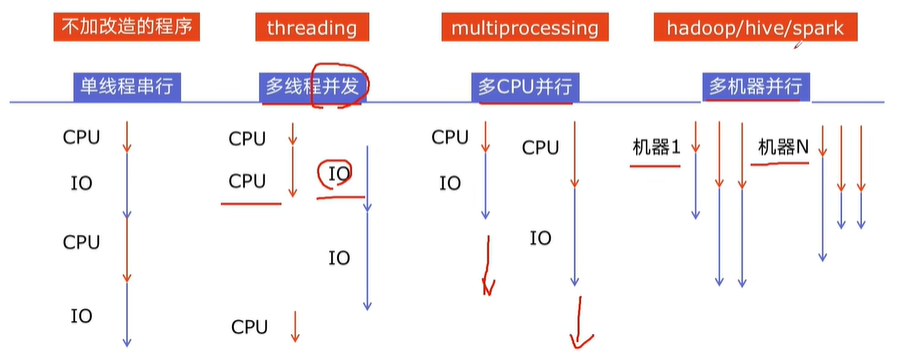 不加改造的程序
threading
multiprocessing
hadoop/hive/spark
单线程串行
多线程并发
多CPU并行
多机器并行
CPU
IO
CPU
IO
CPU
CPU
IO
IO
CPU
CPU
IO
CPU
IO
机器1
机器N